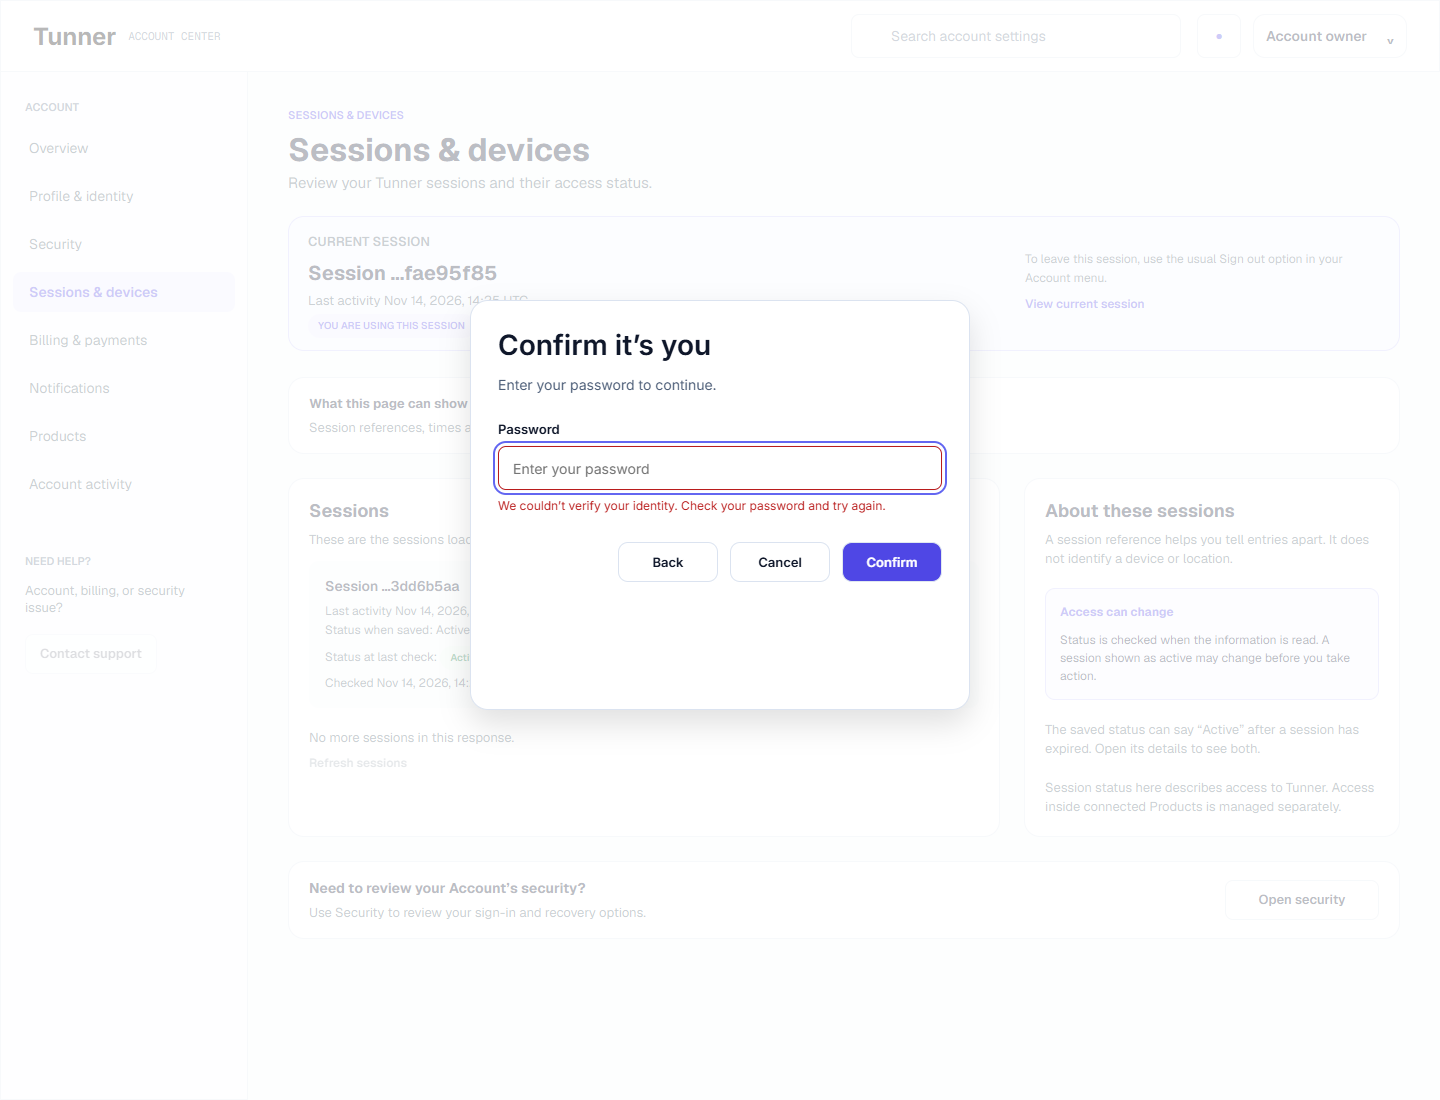 Tunner ACCOUNT CENTER
Search account settings
Account owner
ACCOUNT
Overview
Profile & identity
Security
Sessions & devices
Billing & payments
Notifications
Products
Account activity
NEED HELP?
Account, billing, or security
issue?
Contact support
SESSIONS & DEVICES
Sessions & devices
Review your Tunner sessions and their access status.
CURRENT SESSION
Session ...fae95f85
Last activity Nov 14, 2026, 14:25 UTC
YOU ARE USING THIS SESSION
To leave this session, use the usual Sign out option in your
Account menu.
View current session
What this page can show
Session references, times a
Confirm it’s you
Enter your password to continue.
Password
Enter your password
We couldn’t verify your identity. Check your password and try again.
Back
Cancel
Confirm
Sessions
These are the sessions load
Session ...3dd6b5aa
Last activity Nov 14, 2026,
Status when saved: Active
Status at last check: Acti
Checked Nov 14, 2026, 14:
No more sessions in this response.
Refresh sessions
About these sessions
A session reference helps you tell entries apart. It does
not identify a device or location.
Access can change
Status is checked when the information is read. A
session shown as active may change before you take
action.
The saved status can say “Active” after a session has
expired. Open its details to see both.
Session status here describes access to Tunner. Access
inside connected Products is managed separately.
Need to review your Account’s security?
Use Security to review your sign-in and recovery options.
Open security